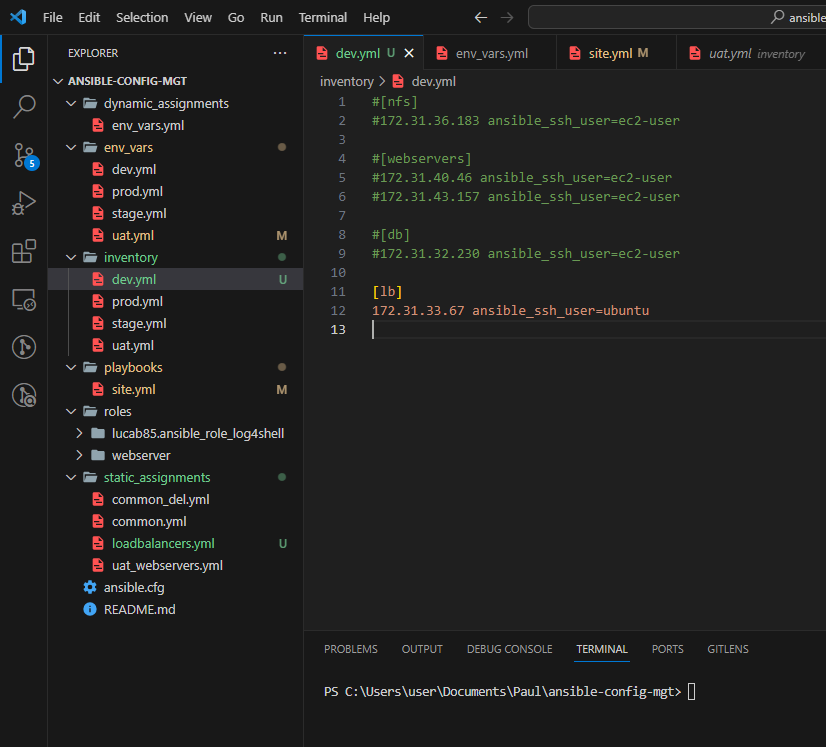 File Edit Selection View Go Run Terminal Help
ansible
EXPLORER
ANSIBLE-CONFIG-MGT
dynamic_assignments
env_vars.yml
env_vars
dev.yml
prod.yml
stage.yml
uat.yml M
inventory
dev.yml U
prod.yml
stage.yml
uat.yml
playbooks
site.yml M
roles
lucab85.ansible_role_log4shell
webserver
static_assignments
common_del.yml
common.yml
loadbalancers.yml U
uat_webservers.yml
ansible.cfg
README.md
5
dev.yml U env_vars.yml site.yml M uat.yml inventory
inventory > dev.yml
1 #[nfs]
2 #172.31.36.183 ansible_ssh_user=ec2-user
3
4 #[webservers]
5 #172.31.40.46 ansible_ssh_user=ec2-user
6 #172.31.43.157 ansible_ssh_user=ec2-user
7
8 #[db]
9 #172.31.32.230 ansible_ssh_user=ec2-user
10
11 [lb]
12 172.31.33.67 ansible_ssh_user=ubuntu
13
PROBLEMS OUTPUT DEBUG CONSOLE TERMINAL PORTS GITLENS
PS C:\Users\user\Documents\Paul\ansible-config-mgt>